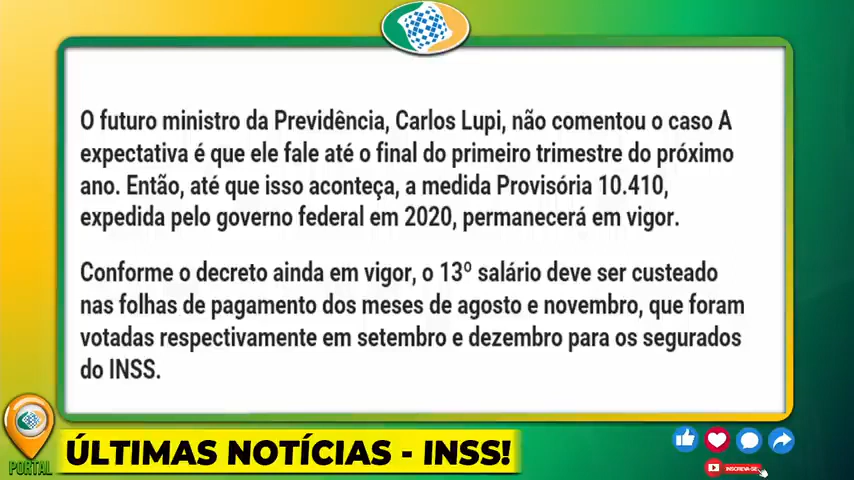 O futuro ministro da Previdência, Carlos Lupi, não comentou o caso A
expectativa é que ele fale até o final do primeiro trimestre do próximo
ano. Então, até que isso aconteça, a medida Provisória 10.410,
expedida pelo governo federal em 2020, permanecerá em vigor.
Conforme o decreto ainda em vigor, o 13º salário deve ser custeado
nas folhas de pagamento dos meses de agosto e novembro, que foram
votadas respectivamente em setembro e dezembro para os segurados
do INSS.
PORTAL
ÚLTIMAS NOTÍCIAS - INSS!
INSCREVA-SE